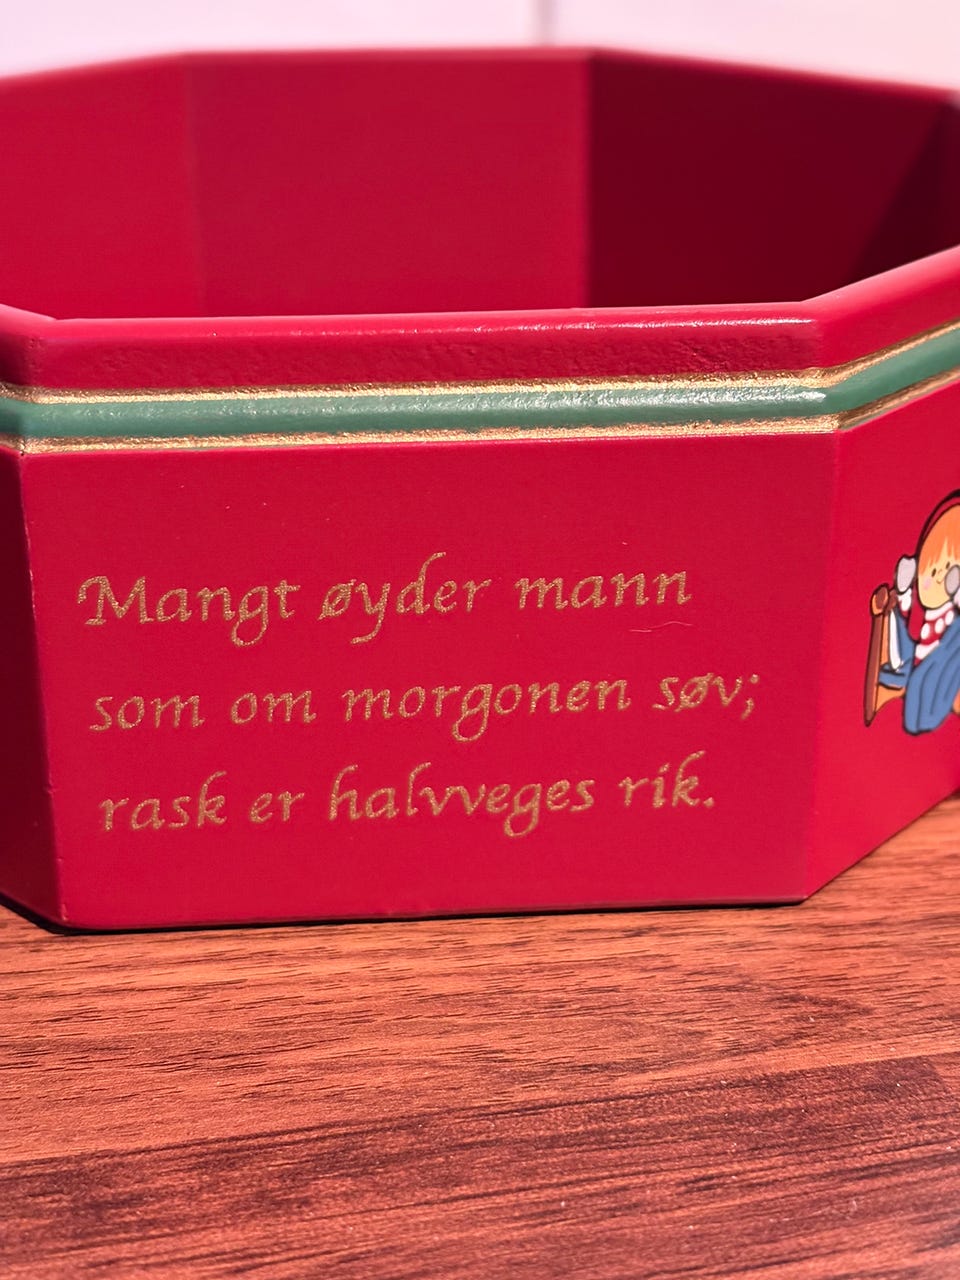 Mangt øyder mann
som om morgonen søv;
rask er halvveges rik.